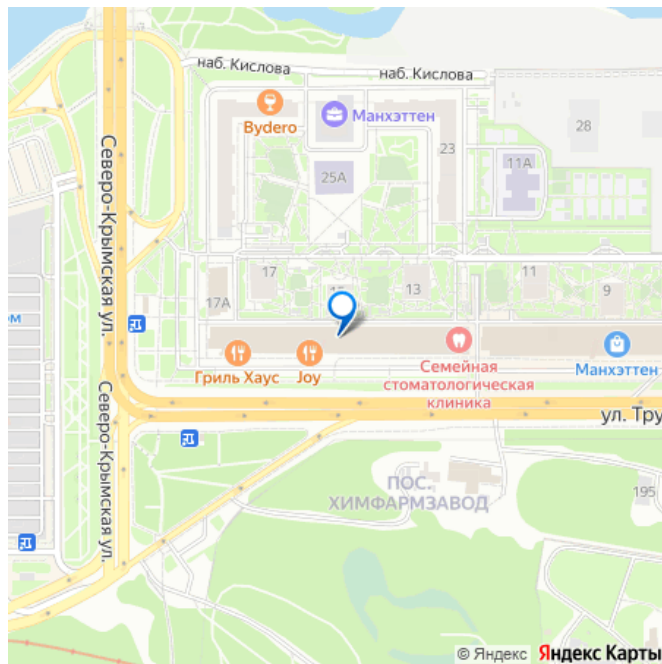 наб. Кислова
наб. Кислова
Bydero
Манхэттен
28
23
11А
25А
Северо-Крымская ул.
17
13
11
9
17А
ом
Гриль Хаус
Joy
Семейная
стоматологическая
клиника
Манхэттен
Северо-Крымская ул.
ул. Тру
ПОС.
ХИМФАРМЗАВОД
195
© Яндекс Яндекс Карты